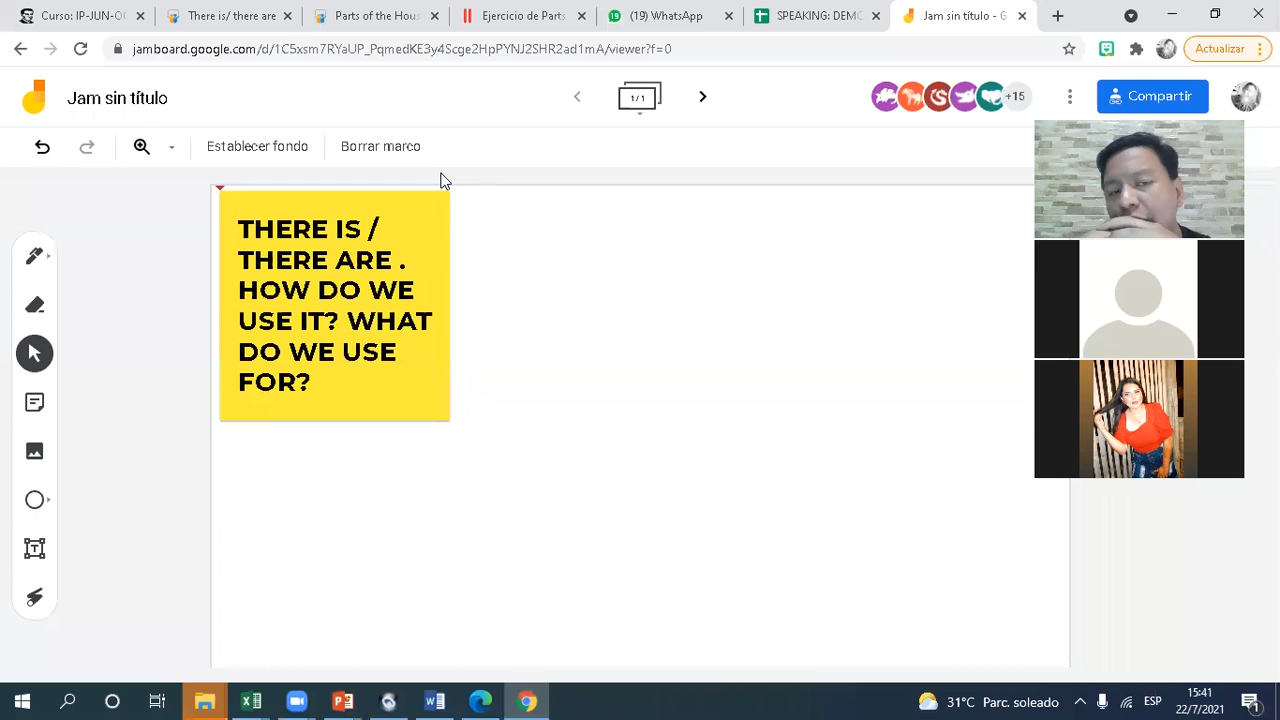 Curso: IP-JUN-OC
There is/ there are
Parts of the Hous
Ejercicio de Parts
(19) WhatsApp
SPEAKING: DEMO
Jam sin título - G
jamboard.google.com/d/1C5xsm7RYaUP_PqmedKE3y4Scge2HpPYNJ2SHR2ad1mA/viewer?f=0
Actualizar
Jam sin título
1/1
+15
Compartir
Establecer fondo
Borrar marco
THERE IS /
THERE ARE .
HOW DO WE
USE IT? WHAT
DO WE USE
FOR?
31°C Parc. soleado
ESP
15:41
22/7/2021